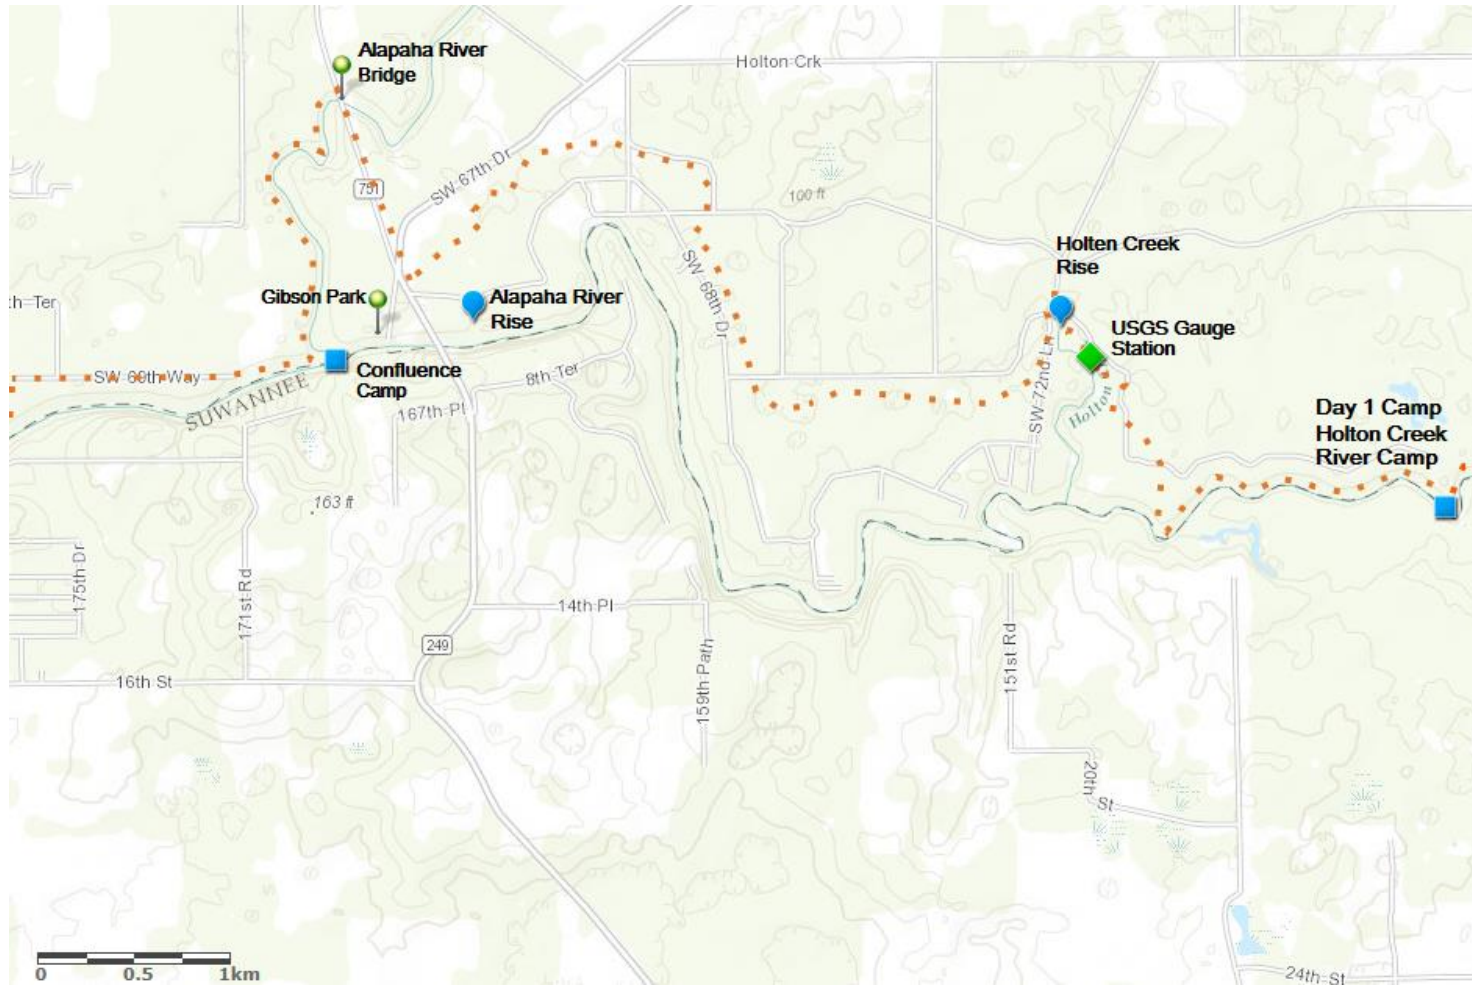 Alapaha River
Bridge
Holton Crk
751
SW 67th Dr
100 ft
Holten Creek
Rise
SW 68th Dr
Gibson Park
Alapaha River
Rise
th Ter
USGS Gauge
Station
SW 72nd Ln
Holton
SW 69th Way
Confluence
Camp
SUWANNEE
8th Ter
167th Pl
Day 1 Camp
Holton Creek
River Camp
163 ft
175th Dr
171st Rd
14th Pl
249
159th Path
151st Rd
16th St
20th
St
24th St
0 0.5 1km